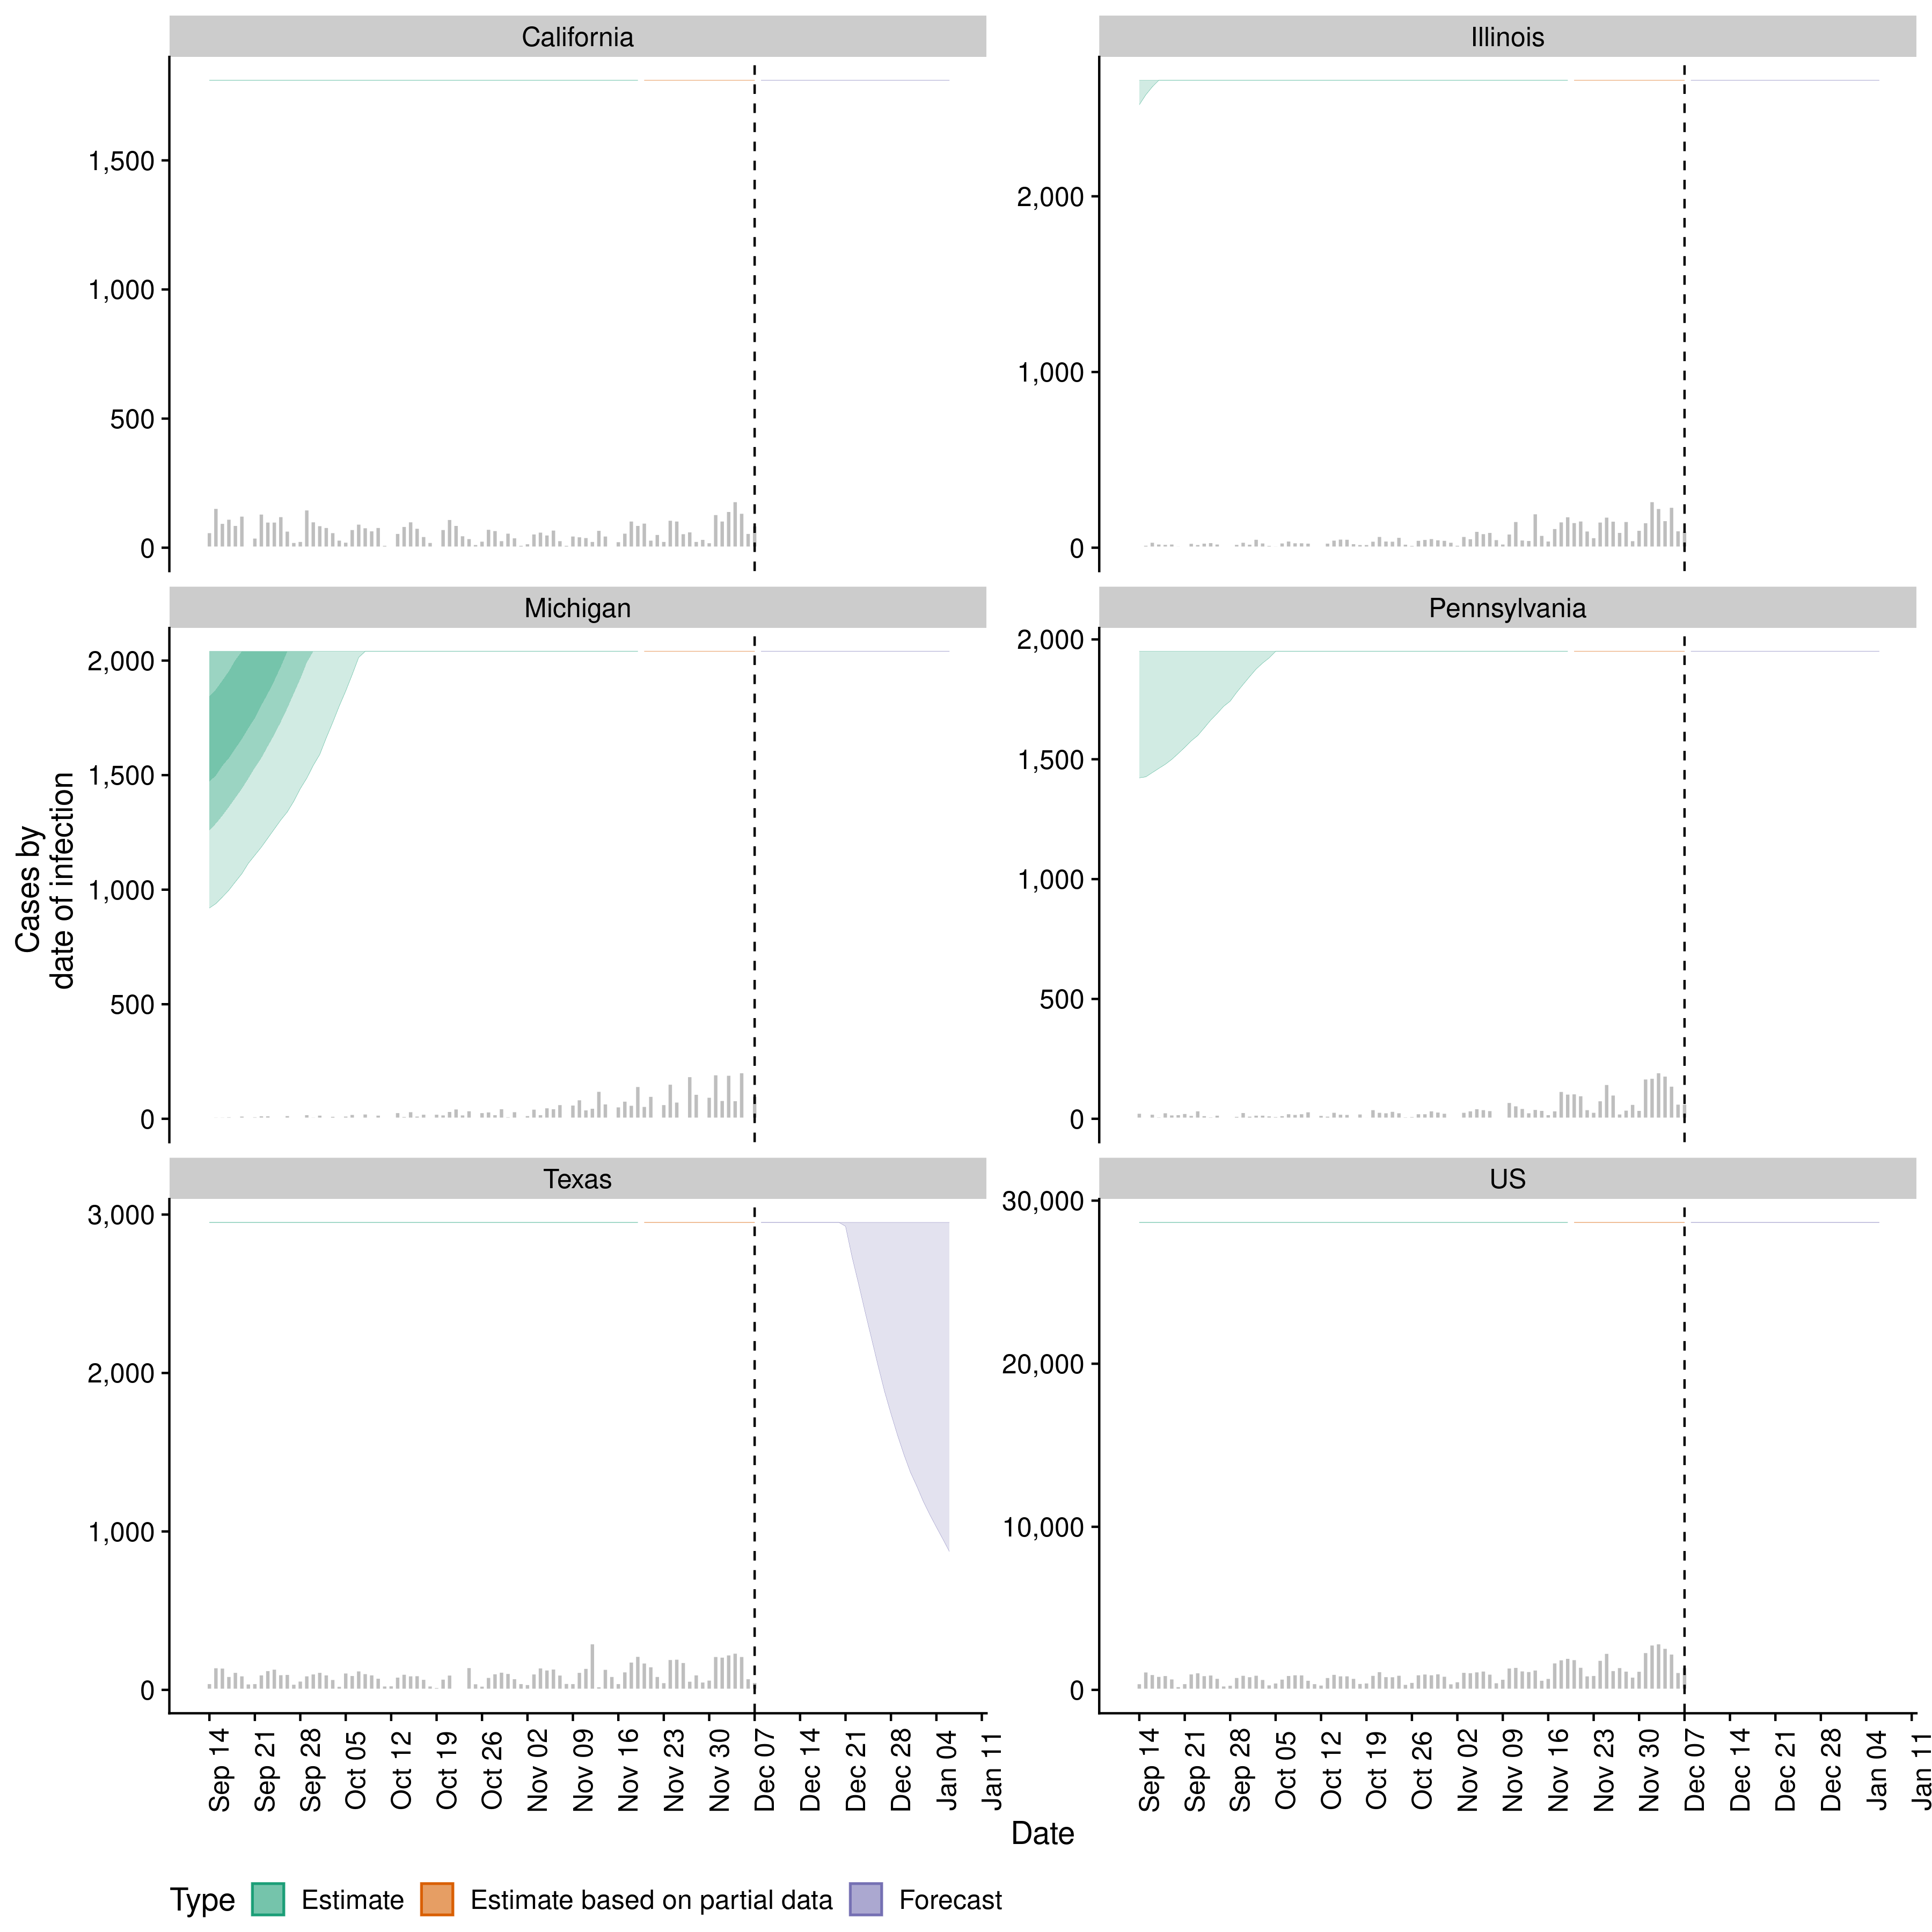 California
Illinois
1,500
1,000
500
0
2,000
1,000
0
Michigan
Pennsylvania
2,000
1,500
1,000
500
0
2,000
1,500
1,000
500
0
Cases by
date of infection
Texas
US
3,000
2,000
1,000
0
30,000
20,000
10,000
0
Sep 14
Sep 21
Sep 28
Oct 05
Oct 12
Oct 19
Oct 26
Nov 02
Nov 09
Nov 16
Nov 23
Nov 30
Dec 07
Dec 14
Dec 21
Dec 28
Jan 04
Jan 11
Sep 14
Sep 21
Sep 28
Oct 05
Oct 12
Oct 19
Oct 26
Nov 02
Nov 09
Nov 16
Nov 23
Nov 30
Dec 07
Dec 14
Dec 21
Dec 28
Jan 04
Jan 11
Date
Type Estimate Estimate based on partial data Forecast